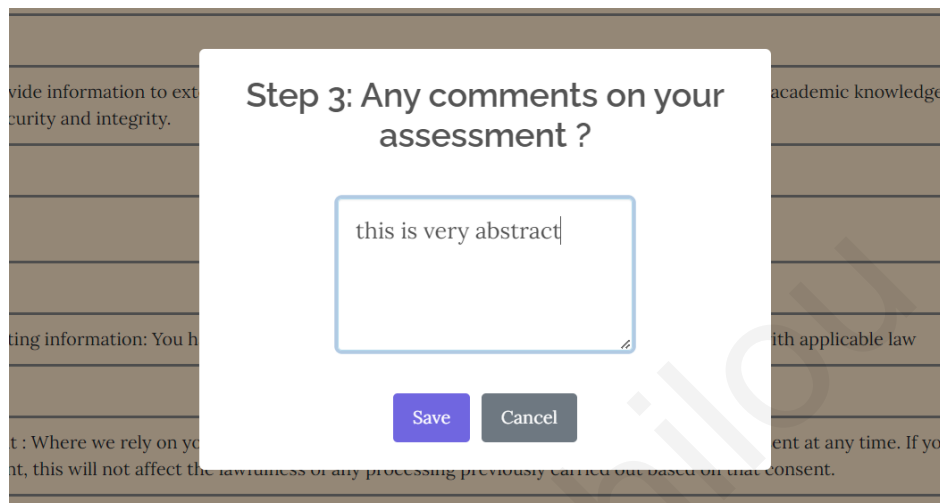 vide information to ext
academic knowledge
curity and integrity.
Step 3: Any comments on your
assessment ?
this is very abstract
ting information: You h
ith applicable law
Save
Cancel
t : Where we rely on yo
ent at any time. If yo
nt, this will not affect the lawfulness of any processing previously carried out based on that consent.
hilou